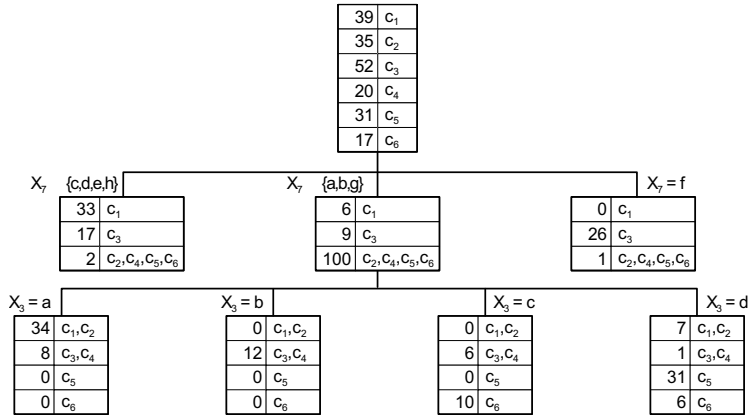 39 c₁
35 c₂
52 c₃
20 c₄
31 c₅
17 c₆
X₇ {c,d,e,h}
X₇ {a,b,g}
X₇ = f
33 c₁
17 c₃
2 c₂,c₄,c₅,c₆
6 c₁
9 c₃
100 c₂,c₄,c₅,c₆
0 c₁
26 c₃
1 c₂,c₄,c₅,c₆
X₃ = a
X₃ = b
X₃ = c
X₃ = d
34 c₁,c₂
8 c₃,c₄
0 c₅
0 c₆
0 c₁,c₂
12 c₃,c₄
0 c₅
0 c₆
0 c₁,c₂
6 c₃,c₄
0 c₅
10 c₆
7 c₁,c₂
1 c₃,c₄
31 c₅
6 c₆